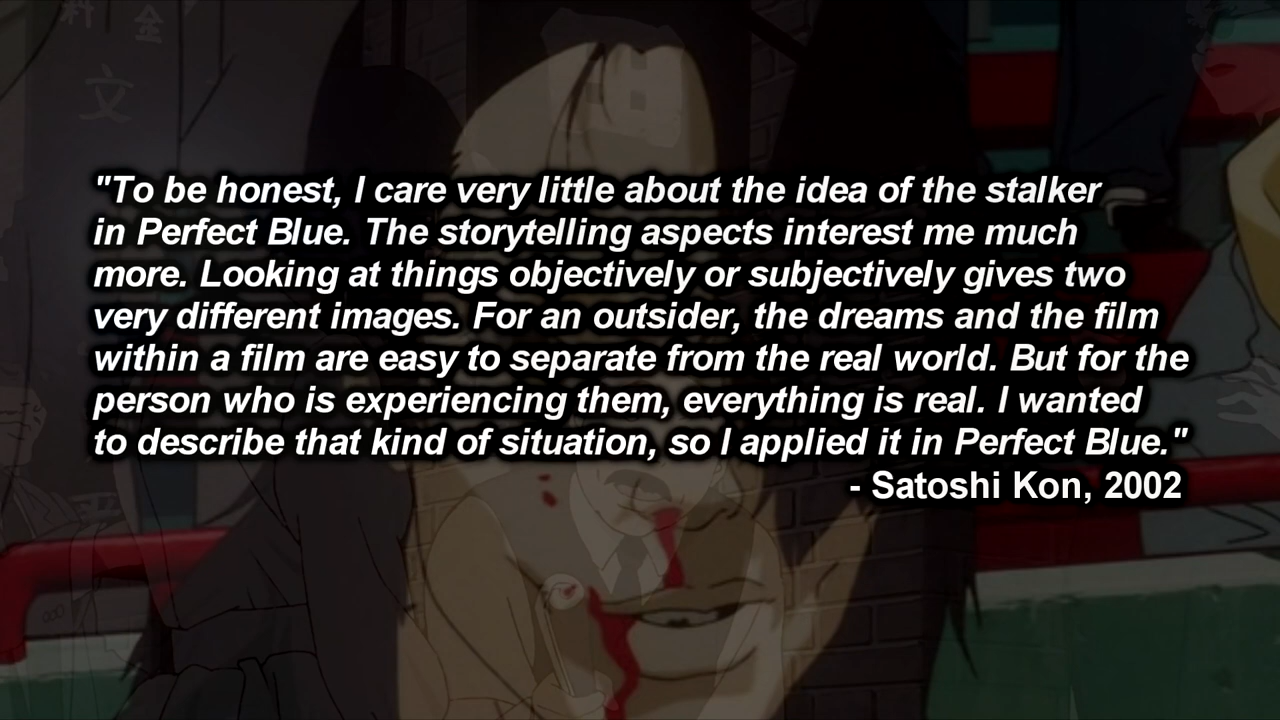 料金
文
"To be honest, I care very little about the idea of the stalker
in Perfect Blue. The storytelling aspects interest me much
more. Looking at things objectively or subjectively gives two
very different images. For an outsider, the dreams and the film
within a film are easy to separate from the real world. But for the
person who is experiencing them, everything is real. I wanted
to describe that kind of situation, so I applied it in Perfect Blue."
- Satoshi Kon, 2002